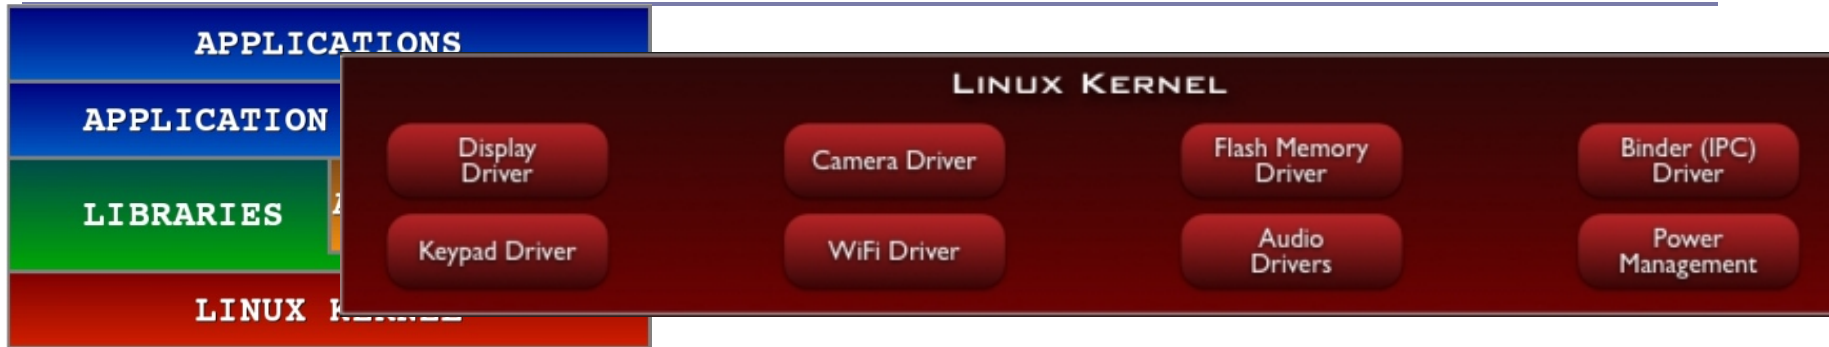 APPLICATIONS
APPLICATION
LIBRARIES
LINUX
LINUX KERNEL
Display
Driver
Camera Driver
Flash Memory
Driver
Binder (IPC)
Driver
Keypad Driver
WiFi Driver
Audio
Drivers
Power
Management